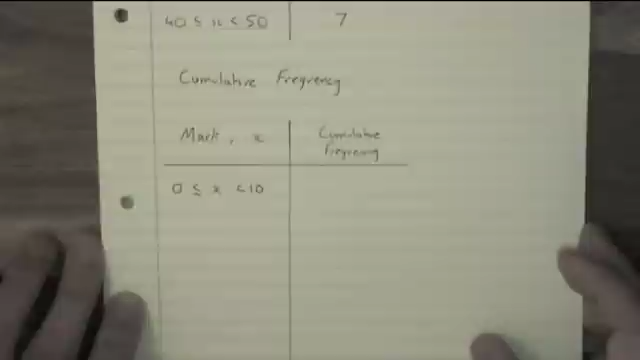 40 ≤ x < 50 7
Cumulative Frequency
Mark, x Cumulative Frequency
0 ≤ x < 10